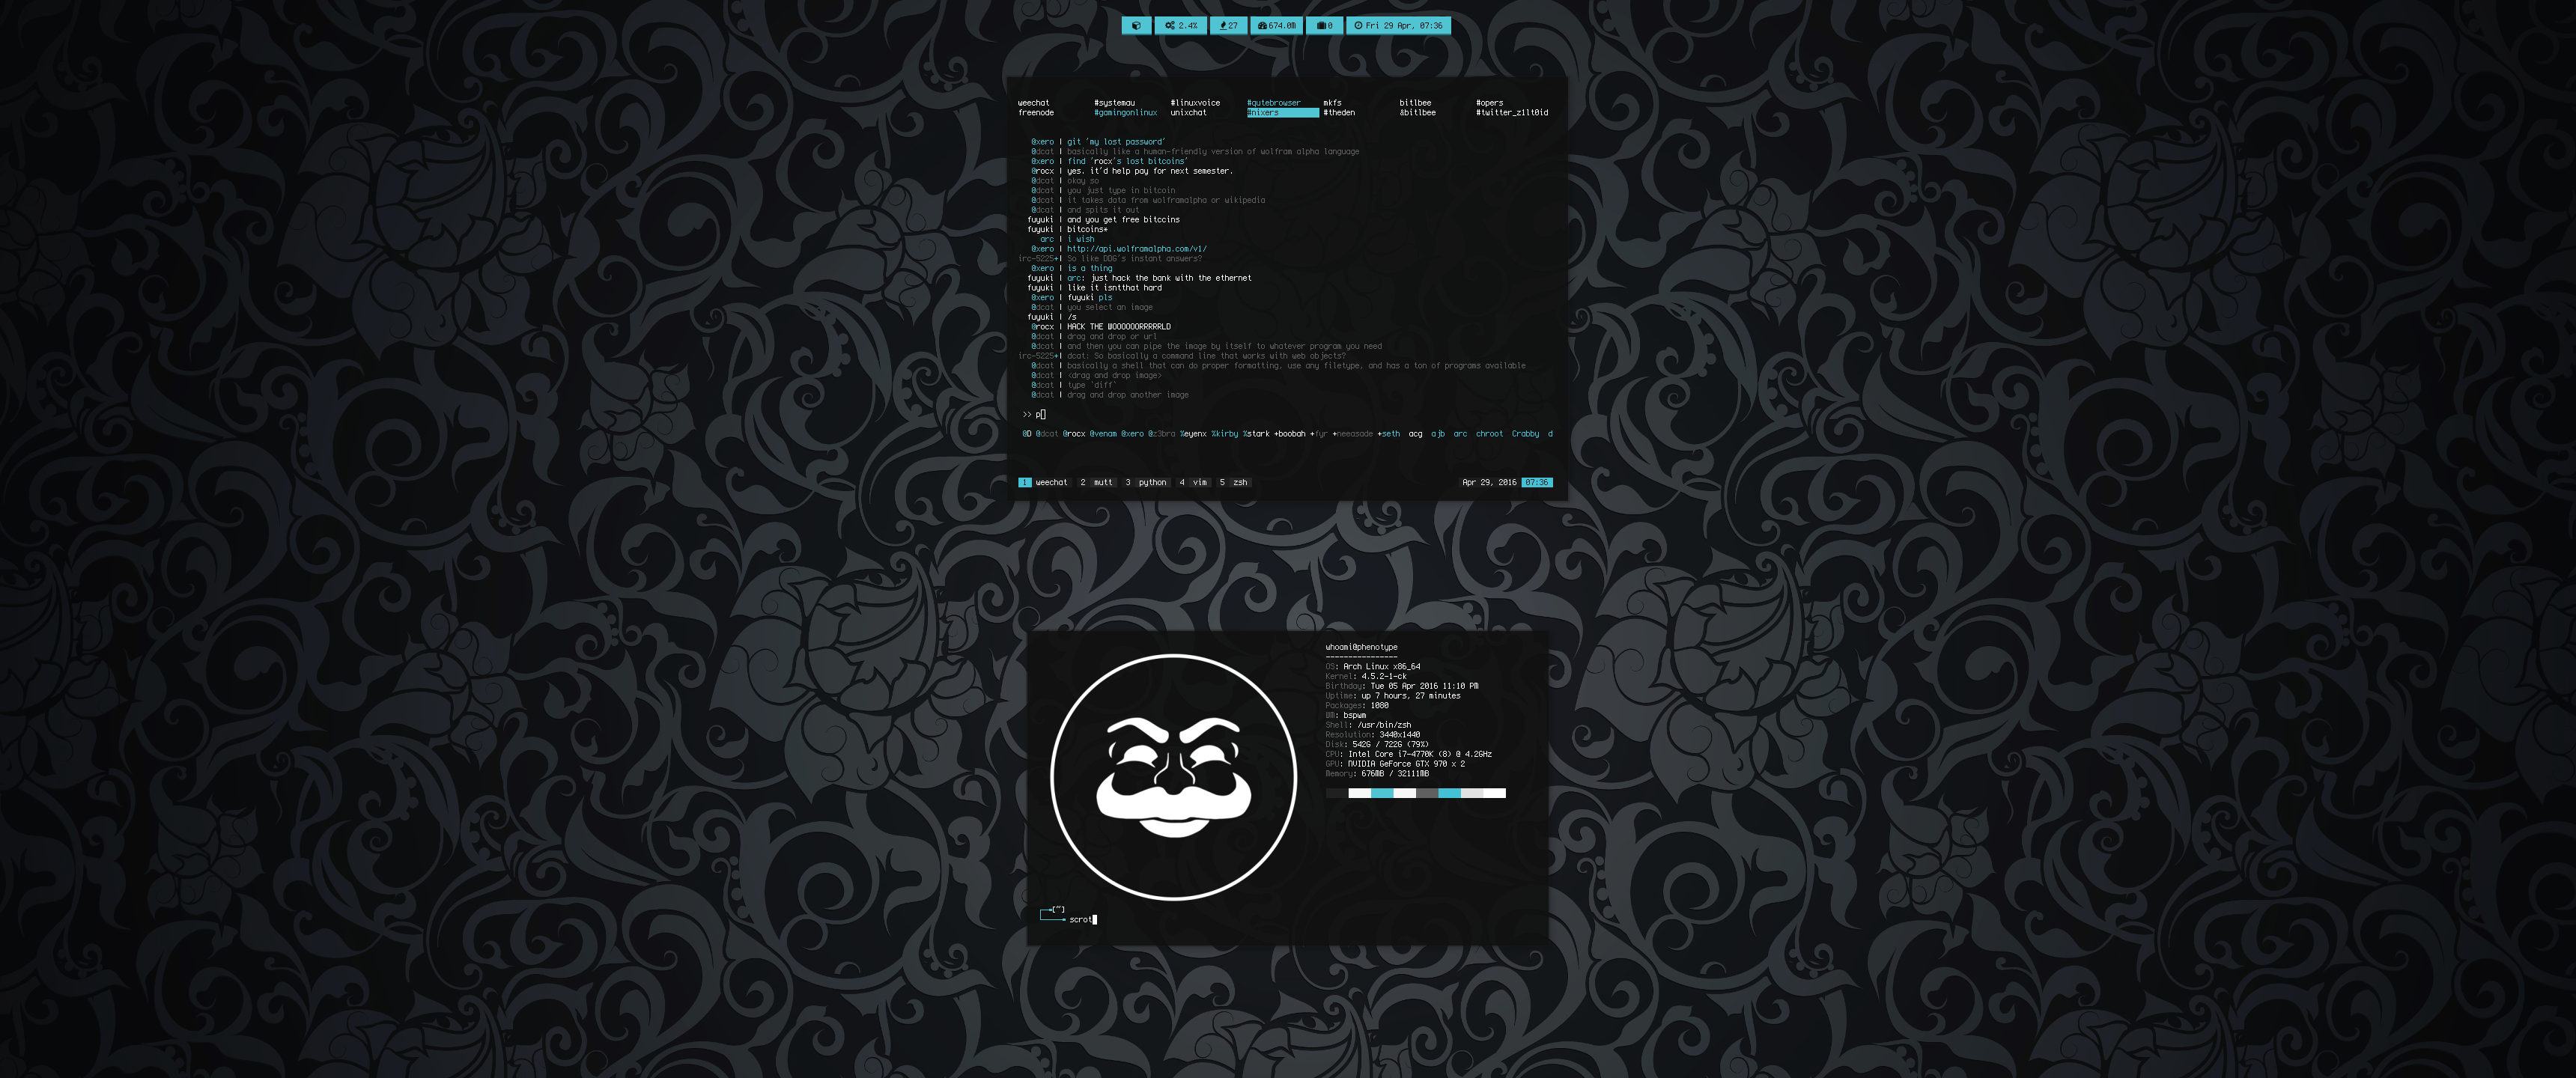 2.4% 27 674.0M 0 Fri 29 Apr, 07:36
weechat #systemau #linuxvoice #qutebrowser mkfs bitlbee #opers
freenode #gamingonlinux unixchat #nixers #theden &bitlbee #twitter_z1lt0id
@xero | git 'my lost password'
@dcat | basically like a human-friendly version of wolfram alpha language
@xero | find 'rocx's lost bitcoins'
@rocx | yes. it'd help pay for next semester.
@dcat | okay so
@dcat | you just type in bitcoin
@dcat | it takes data from wolframalpha or wikipedia
@dcat | and spits it out
fuyuki | and you get free bitccins
fuyuki | bitcoins*
arc | i wish
@xero | http://api.wolframalpha.com/v1/
irc-5225+| So like DDG's instant answers?
@xero | is a thing
fuyuki | arc: just hack the bank with the ethernet
fuyuki | like it isntthat hard
@xero | fuyuki pls
@dcat | you select an image
fuyuki | /s
@rocx | HACK THE WOOOOOORRRRRLD
@dcat | drag and drop or url
@dcat | and then you can pipe the image by itself to whatever program you need
irc-5225+| dcat: So basically a command line that works with web objects?
@dcat | basically a shell that can do proper formatting, use any filetype, and has a ton of programs available
@dcat | <drag and drop image>
@dcat | type `diff`
@dcat | drag and drop another image
>> p
@D @dcat @rocx @venam @xero %eyenx %kirby %stark +boobah +fyr +neeasade +seth acg ajb arc chroot Crabby d
1 weechat 2 mutt 3 python 4 vim 5 zsh Apr 29, 2016 07:36
whoami@phenotype
----------------
OS: Arch Linux x86_64
Kernel: 4.5.2-1-ck
Birthday: Tue 05 Apr 2016 11:10 PM
Uptime: up 7 hours, 27 minutes
Packages: 1080
WM: bspwm
Shell: /usr/bin/zsh
Resolution: 3440x1440
Disk: 542G / 722G (79%)
CPU: Intel Core i7-4770K (8) @ 4.2GHz
GPU: NVIDIA GeForce GTX 970 x 2
Memory: 676MB / 32111MB
[~]
scrot